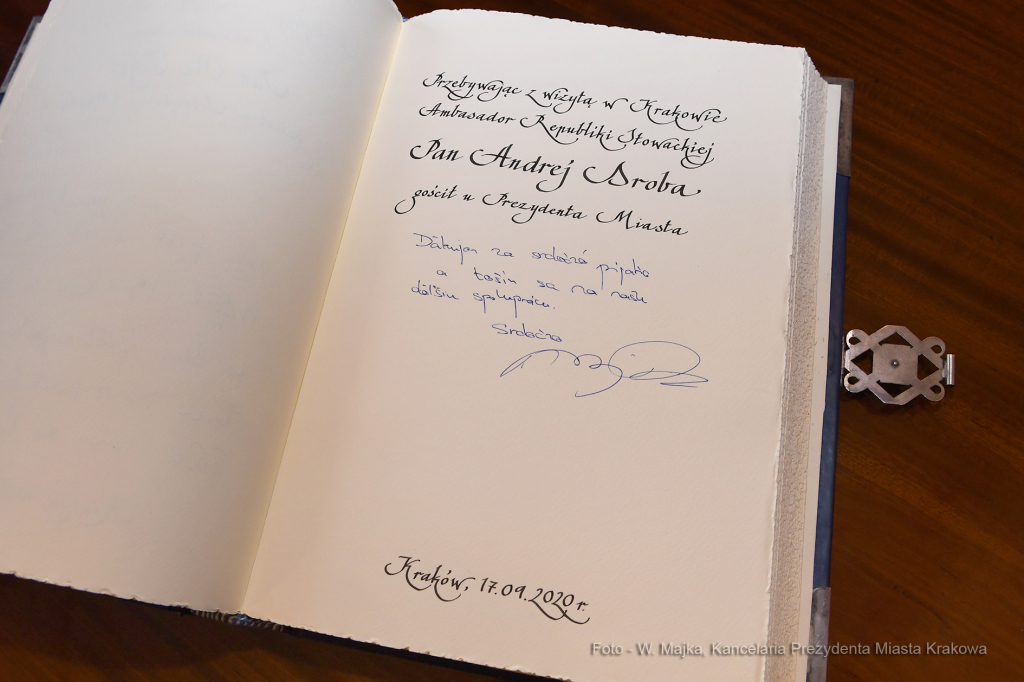 Przebywając z wizytą w Krakowie
Ambasador Republiki Słowackiej
Pan Andrej Droba
gościł u Prezydenta Miasta
Ďakujem za srdečné prijatie
a teším sa na našu
ďalšiu spoluprácu.
Srdečne
Kraków, 17.09.2020 r.
Foto - W. Majka, Kancelaria Prezydenta Miasta Krakowa